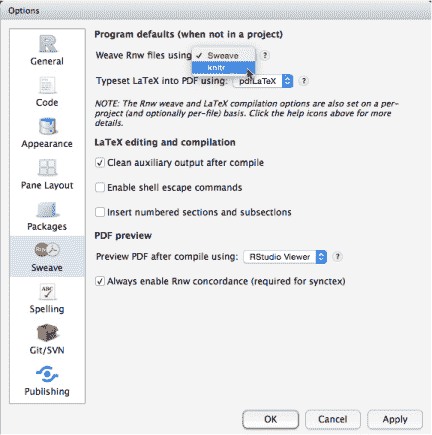 Options
General
Code
Appearance
Pane Layout
Packages
Rnw
Sweave
ABC
Spelling
Git/SVN
Publishing
Program defaults (when not in a project)
Weave Rnw files using ✓ Sweave ?
knitr
Typeset LaTeX into PDF using: pdfLaTeX ?
NOTE: The Rnw weave and LaTeX compilation options are also set on a per-
project (and optionally per-file) basis. Click the help icons above for more
details.
LaTeX editing and compilation
Clean auxiliary output after compile
Enable shell escape commands
Insert numbered sections and subsections
PDF preview
Preview PDF after compile using: RStudio Viewer ?
Always enable Rnw concordance (required for synctex)
OK Cancel Apply